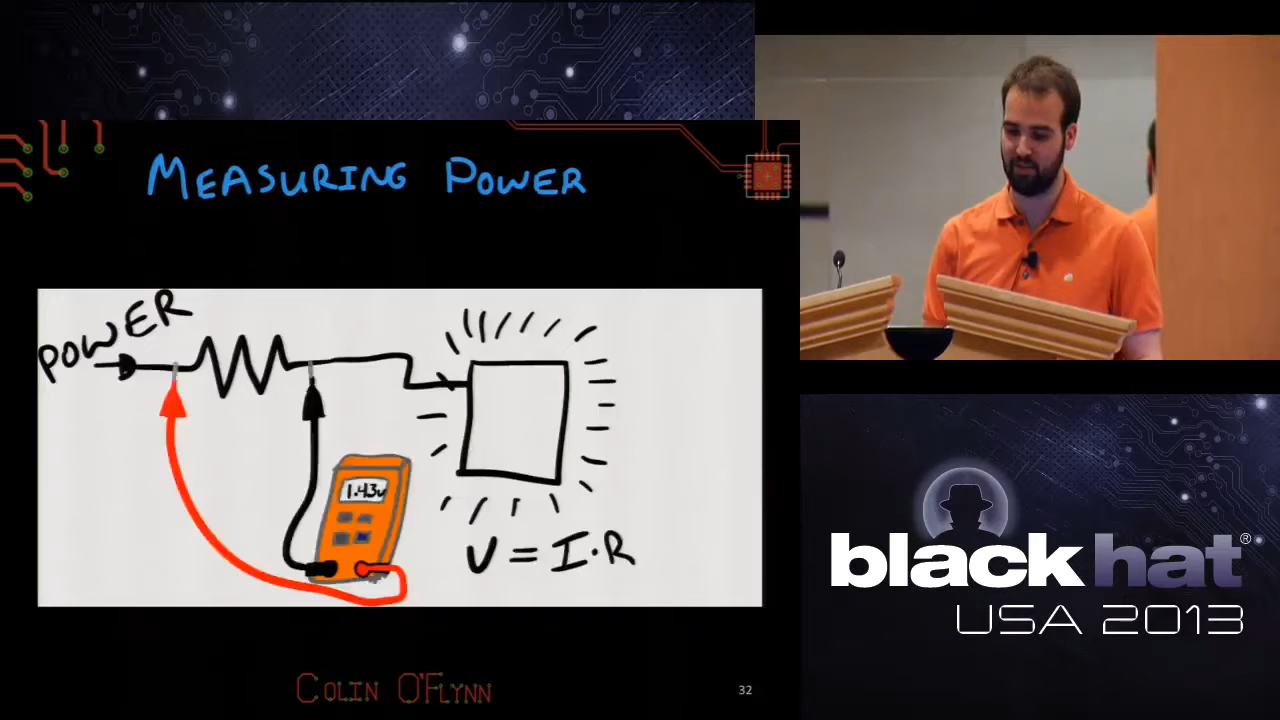 MEASURING POWER
POWER
1.43v
V = I·R
COLIN O'FLYNN
32
black hat®
USA 2013